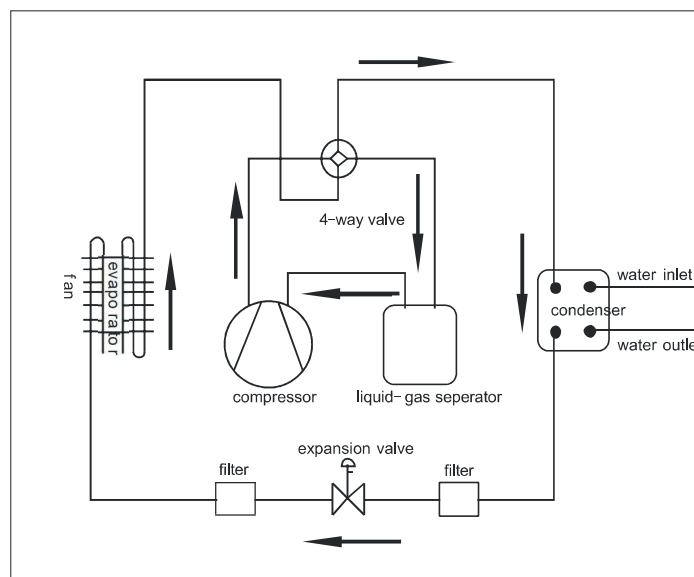 4-way valve
fan
evaporator
water inlet
condenser
water outle
compressor
liquid-gas seperator
expansion valve
filter
filter